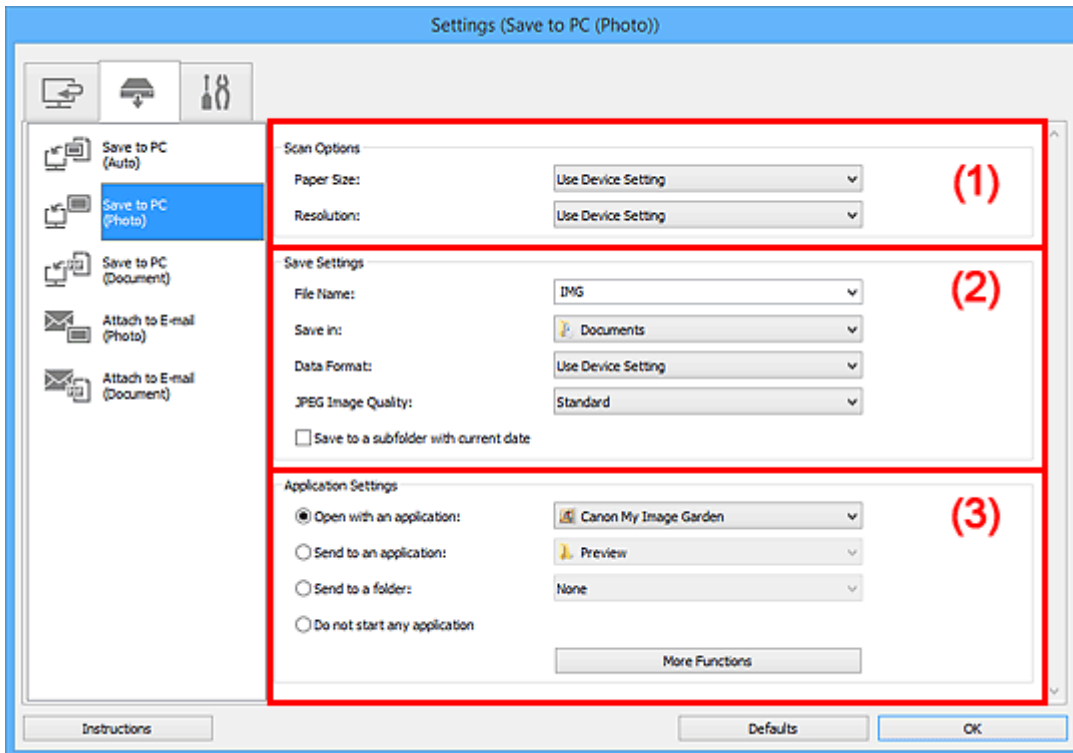 Settings (Save to PC (Photo))
Save to PC
(Auto)
Save to PC
(Photo)
Save to PC
(Document)
Attach to E-mail
(Photo)
Attach to E-mail
(Document)
Scan Options
(1)
Paper Size: Use Device Setting
Resolution: Use Device Setting
Save Settings
(2)
File Name: IMG
Save in: Documents
Data Format: Use Device Setting
JPEG Image Quality: Standard
Save to a subfolder with current date
Application Settings
(3)
Open with an application: Canon My Image Garden
Send to an application: Preview
Send to a folder: None
Do not start any application
More Functions
Instructions Defaults OK